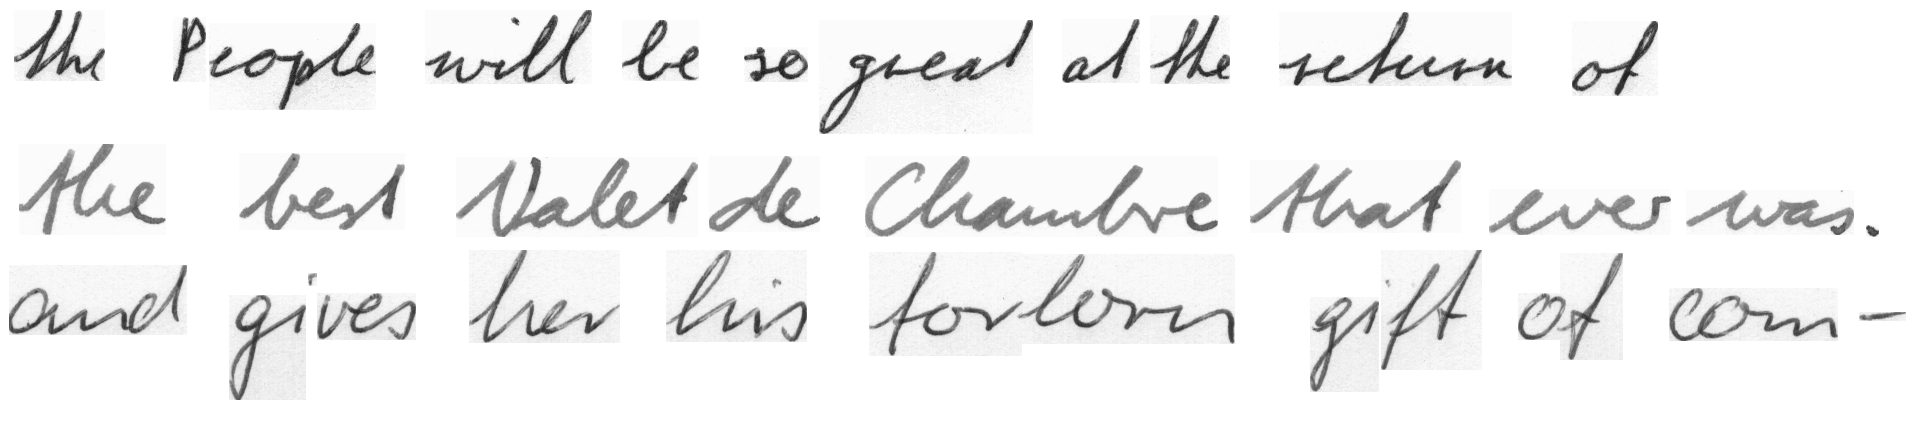 the People will be so great at the return of
the best Valet de Chambre that ever was.
and gives her his forlorn gift of com-